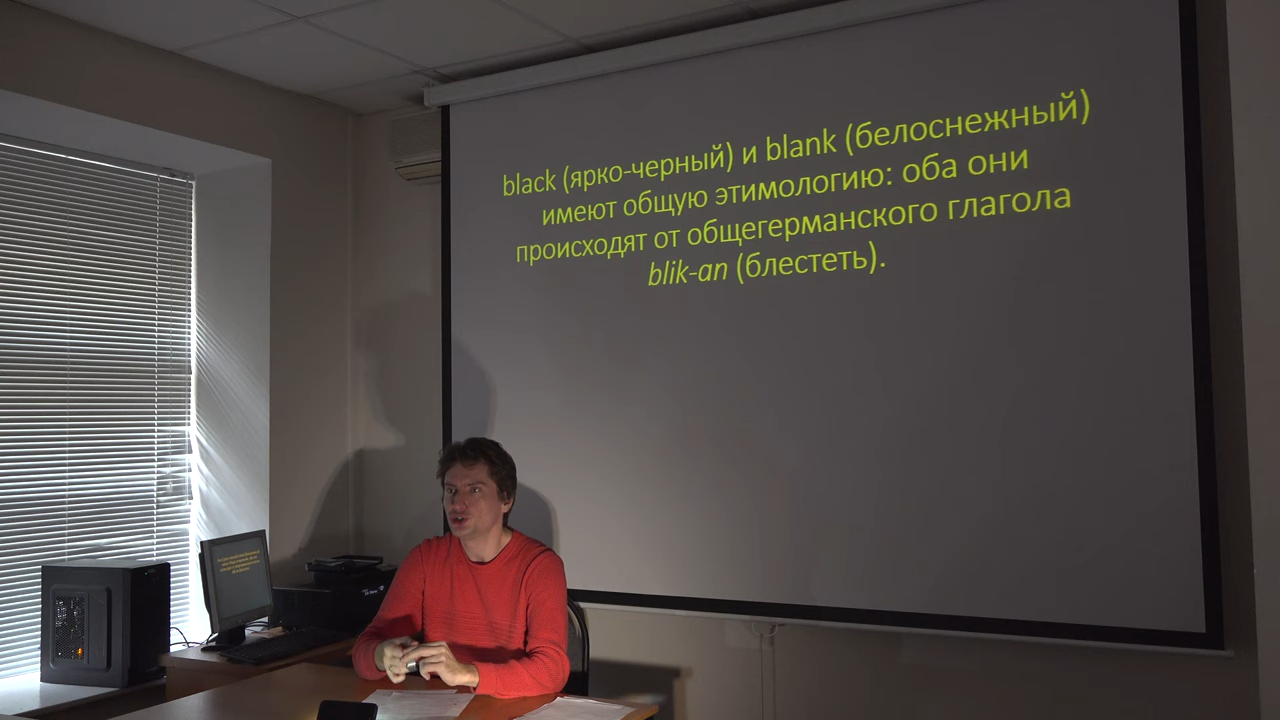 black (ярко-черный) и blank (белоснежный)
имеют общую этимологию: оба они
происходят от общегерманского глагола
blik-an (блестеть).